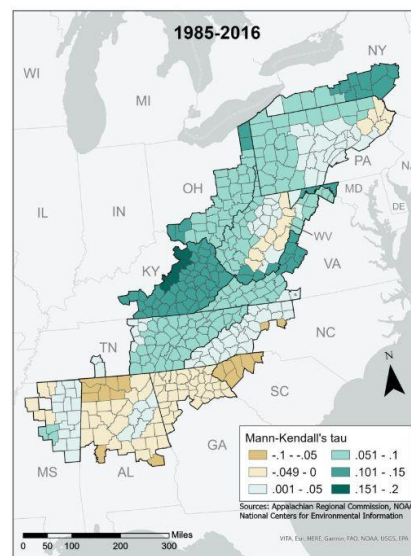 1985-2016
NY
WI
MI
PA
OH
MD
IL
IN
DE
WV
KY
VA
TN
NC
SC
MS
AL
GA
N
Mann-Kendall's tau
-.1 - -.05
.051 - .1
-.049 - 0
.101 - .15
.001 - .05
.151 - .2
Sources: Appalachian Regional Commission, NOAA
National Centers for Environmental Information
0 50 100 200 300 Miles